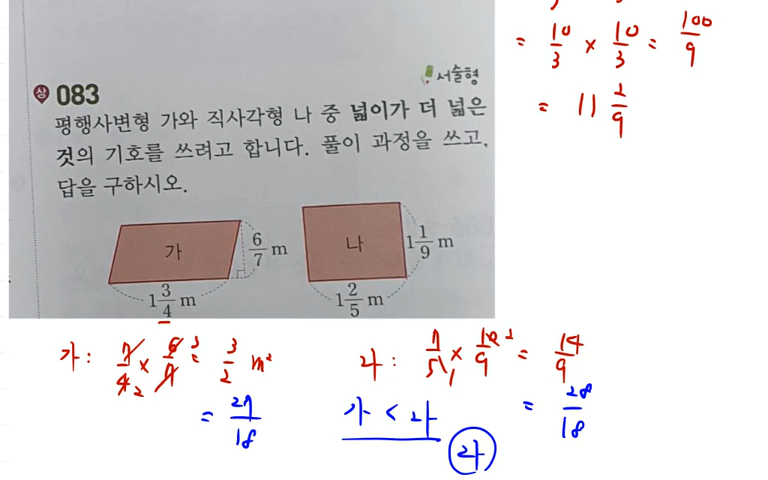 = 10/3 × 10/3 = 100/9
= 11 2/9
상 083 서술형
평행사변형 가와 직사각형 나 중 넓이가 더 넓은
것의 기호를 쓰려고 합니다. 풀이 과정을 쓰고,
답을 구하시오.
가 6/7 m 나 1 1/9 m
1 3/4 m 1 2/5 m
가: 7/4 × 6/7 = 3/2 m² 나: 7/5 × 10/9 = 14/9
= 27/18 가 < 나 = 28/18
나